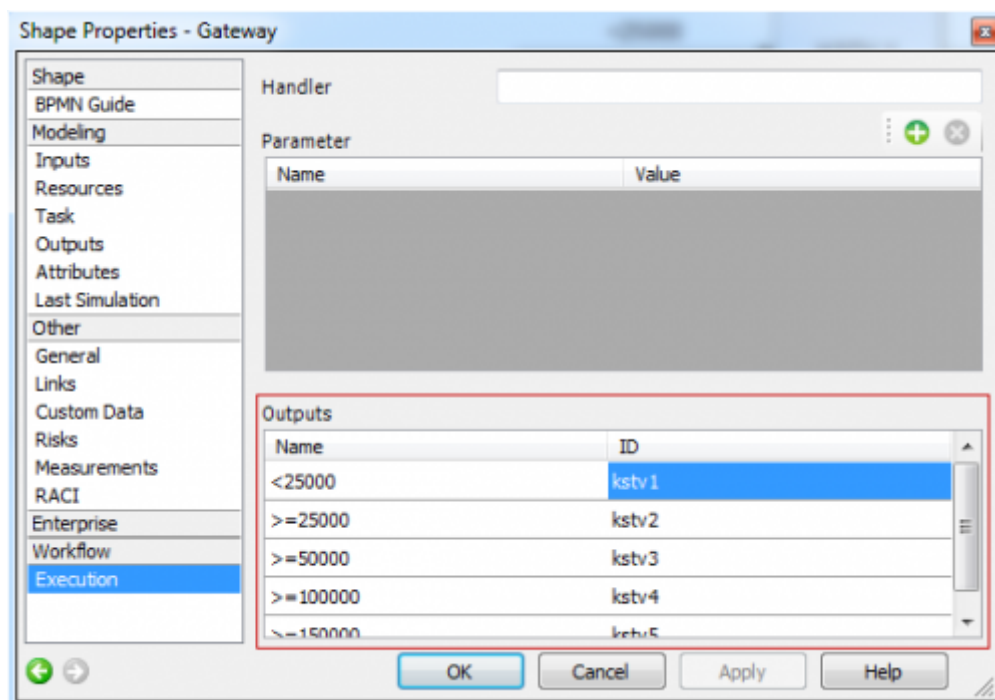 Shape Properties - Gateway
Shape
BPMN Guide
Modeling
Inputs
Resources
Task
Outputs
Attributes
Last Simulation
Other
General
Links
Custom Data
Risks
Measurements
RACI
Enterprise
Workflow
Execution
Handler
Parameter
Name Value
Outputs
Name ID
<25000 kstv1
>=25000 kstv2
>=50000 kstv3
>=100000 kstv4
>=150000 kstv5
OK Cancel Apply Help